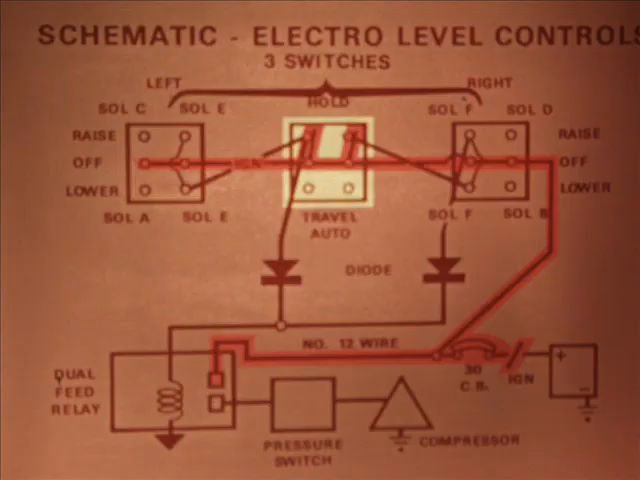 SCHEMATIC - ELECTRO LEVEL CONTROLS
3 SWITCHES
LEFT
RIGHT
SOL C
SOL E
HOLD
SOL F
SOL D
RAISE
RAISE
OFF
IGN
OFF
LOWER
LOWER
SOL A
SOL E
TRAVEL
AUTO
SOL F
SOL B
DIODE
NO. 12 WIRE
DUAL
FEED
RELAY
30
C.B.
IGN
+
-
PRESSURE
SWITCH
COMPRESSOR